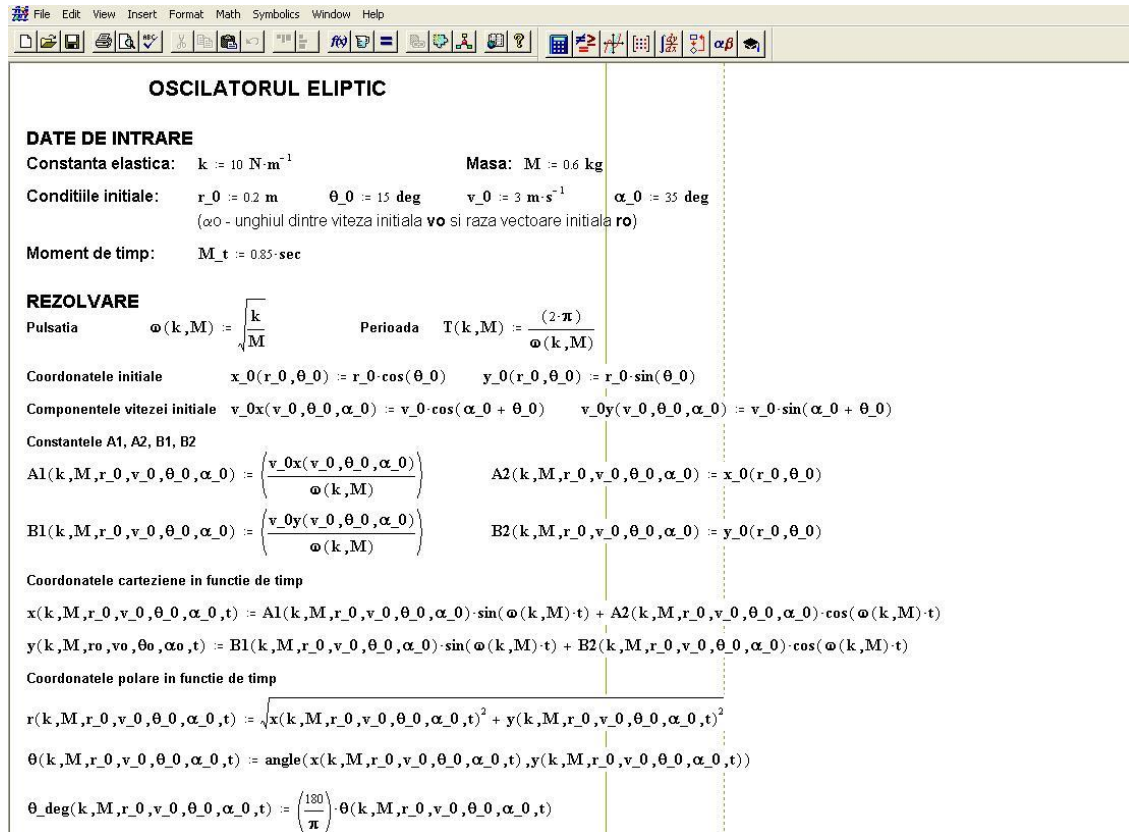 File Edit View Insert Format Math Symbolics Window Help
OSCILATORUL ELIPTIC
DATE DE INTRARE
Constanta elastica: k := 10 N·m⁻¹ Masa: M := 0.6 kg
Conditiile initiale: r_0 := 0.2 m θ_0 := 15 deg v_0 := 3 m·s⁻¹ α_0 := 35 deg
(αo - unghiul dintre viteza initiala vo si raza vectoare initiala ro)
Moment de timp: M_t := 0.85·sec
REZOLVARE
Pulsatia ω(k,M) := √(k/M) Perioada T(k,M) := (2·π)/ω(k,M)
Coordonatele initiale x_0(r_0,θ_0) := r_0·cos(θ_0) y_0(r_0,θ_0) := r_0·sin(θ_0)
Componentele vitezei initiale v_0x(v_0,θ_0,α_0) := v_0·cos(α_0 + θ_0) v_0y(v_0,θ_0,α_0) := v_0·sin(α_0 + θ_0)
Constantele A1, A2, B1, B2
A1(k,M,r_0,v_0,θ_0,α_0) := (v_0x(v_0,θ_0,α_0)/ω(k,M)) A2(k,M,r_0,v_0,θ_0,α_0) := x_0(r_0,θ_0)
B1(k,M,r_0,v_0,θ_0,α_0) := (v_0y(v_0,θ_0,α_0)/ω(k,M)) B2(k,M,r_0,v_0,θ_0,α_0) := y_0(r_0,θ_0)
Coordonatele carteziene in functie de timp
x(k,M,r_0,v_0,θ_0,α_0,t) := A1(k,M,r_0,v_0,θ_0,α_0)·sin(ω(k,M)·t) + A2(k,M,r_0,v_0,θ_0,α_0)·cos(ω(k,M)·t)
y(k,M,ro,vo,θo,αo,t) := B1(k,M,r_0,v_0,θ_0,α_0)·sin(ω(k,M)·t) + B2(k,M,r_0,v_0,θ_0,α_0)·cos(ω(k,M)·t)
Coordonatele polare in functie de timp
r(k,M,r_0,v_0,θ_0,α_0,t) := √(x(k,M,r_0,v_0,θ_0,α_0,t)² + y(k,M,r_0,v_0,θ_0,α_0,t)²)
θ(k,M,r_0,v_0,θ_0,α_0,t) := angle(x(k,M,r_0,v_0,θ_0,α_0,t),y(k,M,r_0,v_0,θ_0,α_0,t))
θ_deg(k,M,r_0,v_0,θ_0,α_0,t) := (180/π)·θ(k,M,r_0,v_0,θ_0,α_0,t)